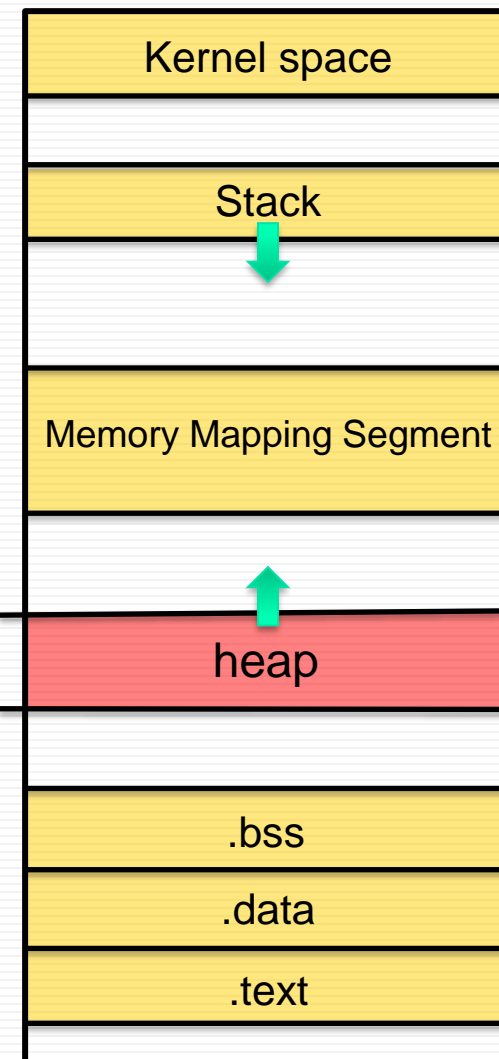 Kernel space
Stack
Memory Mapping Segment
heap
.bss
.data
.text